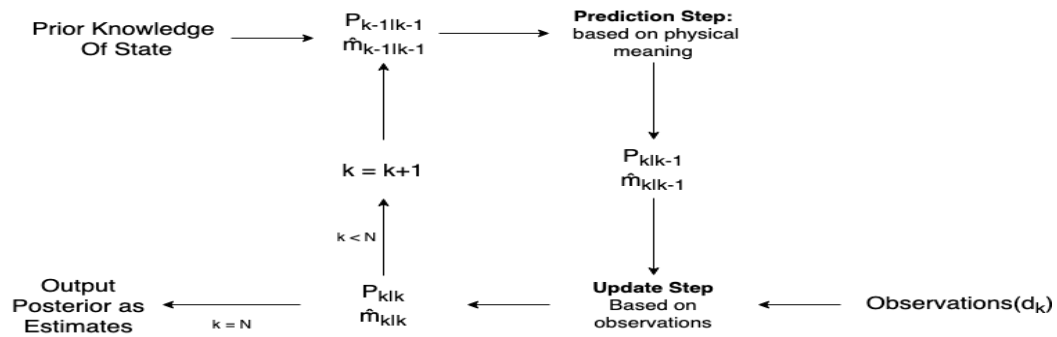 Prior Knowledge
Of State
P_{k-1|k-1}
m̂_{k-1|k-1}
Prediction Step:
based on physical
meaning
P_{k|k-1}
m̂_{k|k-1}
k = k+1
k < N
Output
Posterior as
Estimates
k = N
P_{k|k}
m̂_{k|k}
Update Step
Based on
observations
Observations(d_k)